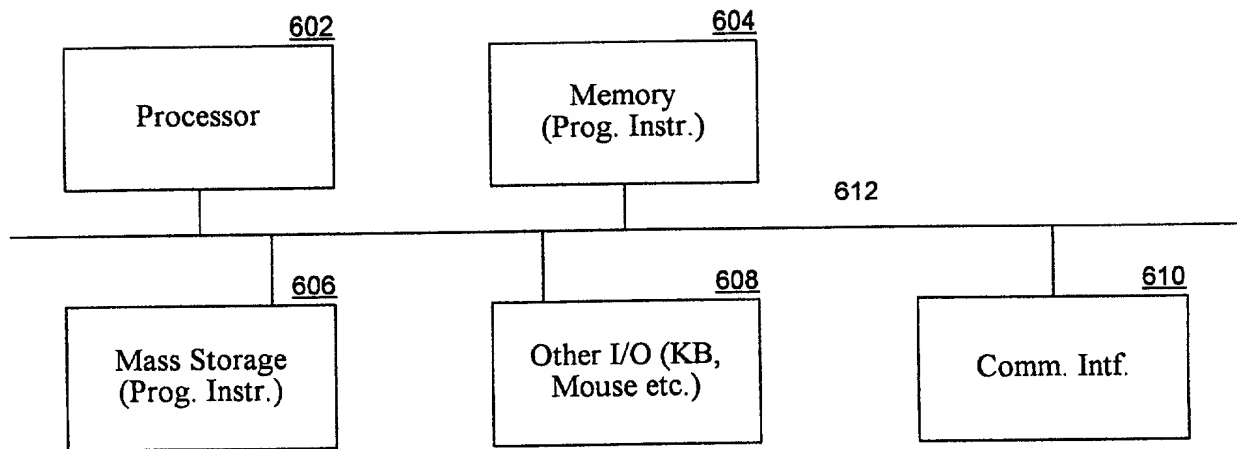 602
Processor
604
Memory
(Prog. Instr.)
612
606
Mass Storage
(Prog. Instr.)
608
Other I/O (KB,
Mouse etc.)
610
Comm. Intf.